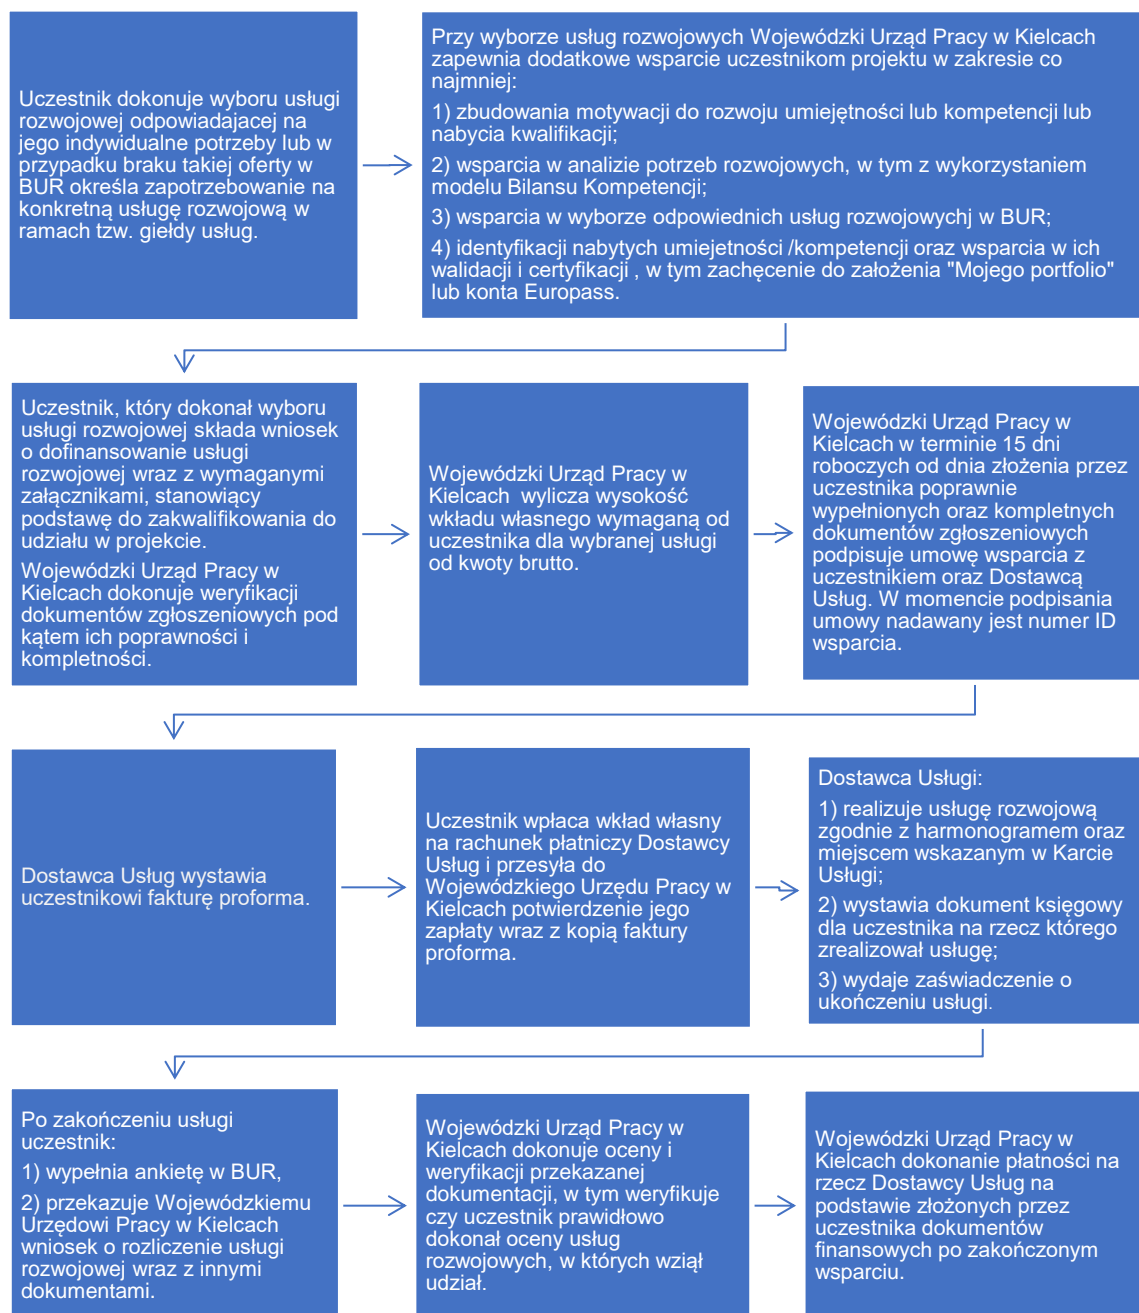 Uczestnik dokonuje wyboru usługi
rozwojowej odpowiadajacej na
jego indywidualne potrzeby lub w
przypadku braku takiej oferty w
BUR określa zapotrzebowanie na
konkretną usługę rozwojową w
ramach tzw. giełdy usług.
Przy wyborze usług rozwojowych Wojewódzki Urząd Pracy w Kielcach
zapewnia dodatkowe wsparcie uczestnikom projektu w zakresie co
najmniej:
1) zbudowania motywacji do rozwoju umiejętności lub kompetencji lub
nabycia kwalifikacji;
2) wsparcia w analizie potrzeb rozwojowych, w tym z wykorzystaniem
modelu Bilansu Kompetencji;
3) wsparcia w wyborze odpowiednich usług rozwojowychj w BUR;
4) identyfikacji nabytych umiejetności /kompetencji oraz wsparcia w ich
walidacji i certyfikacji , w tym zachęcenie do założenia "Mojego portfolio"
lub konta Europass.
Uczestnik, który dokonał wyboru
usługi rozwojowej składa wniosek
o dofinansowanie usługi
rozwojowej wraz z wymaganymi
załącznikami, stanowiący
podstawę do zakwalifikowania do
udziału w projekcie.
Wojewódzki Urząd Pracy w
Kielcach dokonuje weryfikacji
dokumentów zgłoszeniowych pod
kątem ich poprawności i
kompletności.
Wojewódzki Urząd Pracy w
Kielcach wylicza wysokość
wkładu własnego wymaganą od
uczestnika dla wybranej usługi
od kwoty brutto.
Wojewódzki Urząd Pracy w
Kielcach w terminie 15 dni
roboczych od dnia złożenia przez
uczestnika poprawnie
wypełnionych oraz kompletnych
dokumentów zgłoszeniowych
podpisuje umowę wsparcia z
uczestnikiem oraz Dostawcą
Usług. W momencie podpisania
umowy nadawany jest numer ID
wsparcia.
Dostawca Usług wystawia
uczestnikowi fakturę proforma.
Uczestnik wpłaca wkład własny
na rachunek płatniczy Dostawcy
Usług i przesyła do
Wojewódzkiego Urzędu Pracy w
Kielcach potwierdzenie jego
zapłaty wraz z kopią faktury
proforma.
Dostawca Usługi:
1) realizuje usługę rozwojową
zgodnie z harmonogramem oraz
miejscem wskazanym w Karcie
Usługi;
2) wystawia dokument księgowy
dla uczestnika na rzecz którego
zrealizował usługę;
3) wydaje zaświadczenie o
ukończeniu usługi.
Po zakończeniu usługi
uczestnik:
1) wypełnia ankietę w BUR,
2) przekazuje Wojewódzkiemu
Urzędowi Pracy w Kielcach
wniosek o rozliczenie usługi
rozwojowej wraz z innymi
dokumentami.
Wojewódzki Urząd Pracy w
Kielcach dokonuje oceny i
weryfikacji przekazanej
dokumentacji, w tym weryfikuje
czy uczestnik prawidłowo
dokonał oceny usług
rozwojowych, w których wziął
udział.
Wojewódzki Urząd Pracy w
Kielcach dokonanie płatności na
rzecz Dostawcy Usług na
podstawie złożonych przez
uczestnika dokumentów
finansowych po zakończonym
wsparciu.